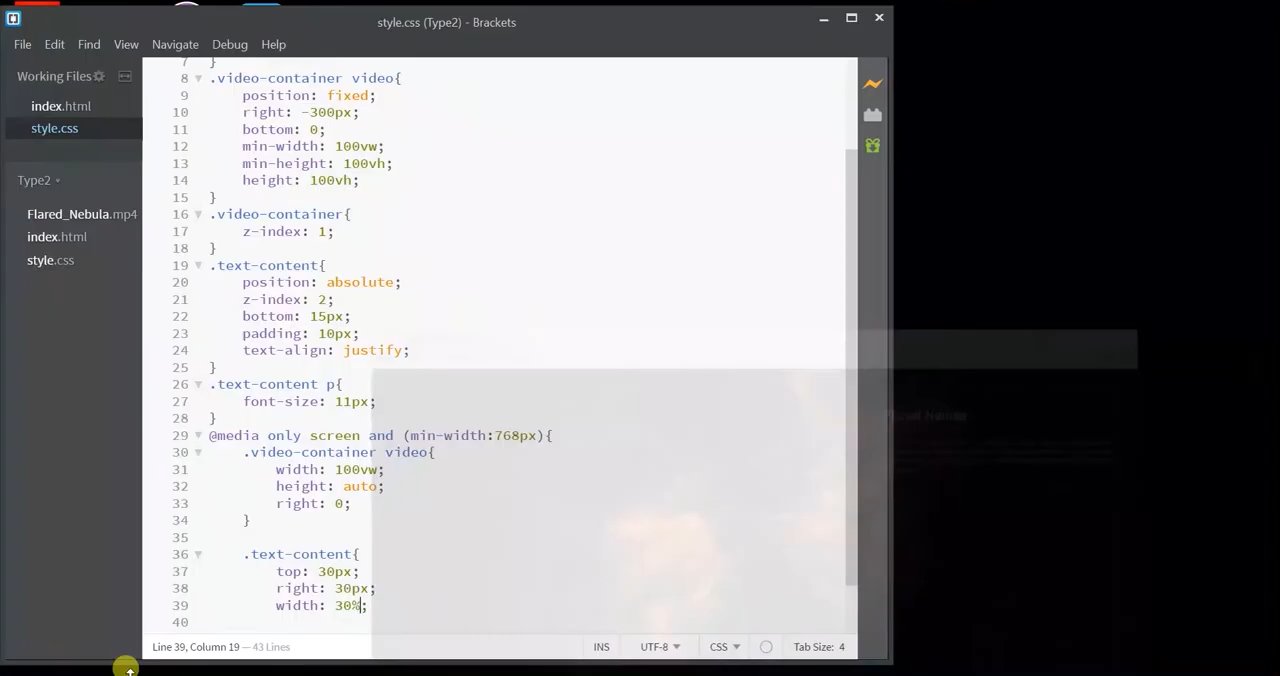 style.css (Type2) - Brackets
File Edit Find View Navigate Debug Help
Working Files
index.html
style.css
Type2
Flared_Nebula.mp4
index.html
style.css
7 }
8 .video-container video{
9 position: fixed;
10 right: -300px;
11 bottom: 0;
12 min-width: 100vw;
13 min-height: 100vh;
14 height: 100vh;
15 }
16 .video-container{
17 z-index: 1;
18 }
19 .text-content{
20 position: absolute;
21 z-index: 2;
22 bottom: 15px;
23 padding: 10px;
24 text-align: justify;
25 }
26 .text-content p{
27 font-size: 11px;
28 }
29 @media only screen and (min-width:768px){
30 .video-container video{
31 width: 100vw;
32 height: auto;
33 right: 0;
34 }
35
36 .text-content{
37 top: 30px;
38 right: 30px;
39 width: 30%;
40
Line 39, Column 19 — 43 Lines
INS UTF-8 CSS Tab Size: 4